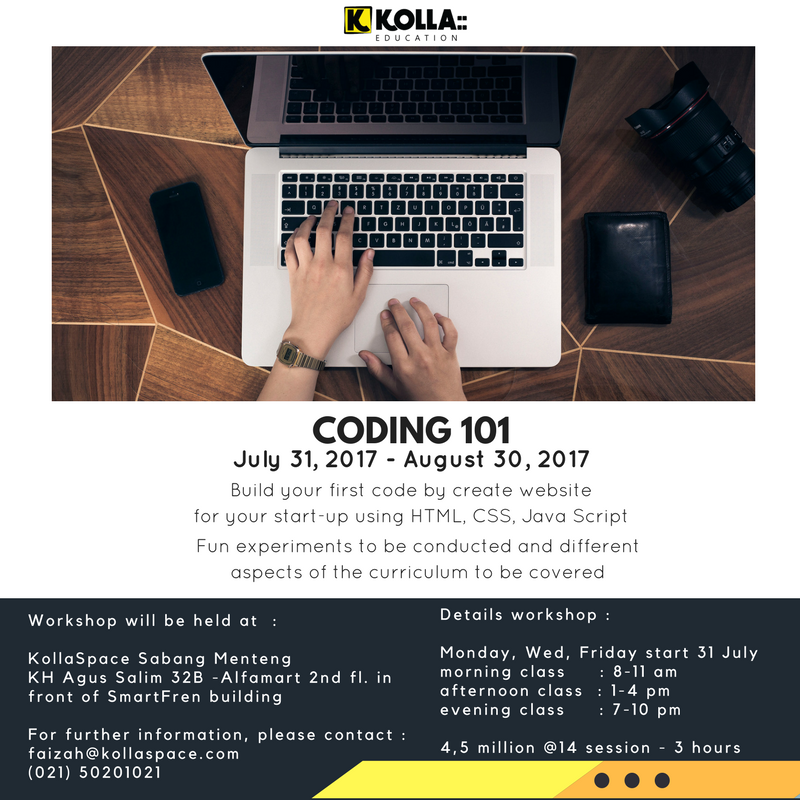 K KOLLA::
EDUCATION
CODING 101
July 31, 2017 - August 30, 2017
Build your first code by create website
for your start-up using HTML, CSS, Java Script
Fun experiments to be conducted and different
aspects of the curriculum to be covered
Workshop will be held at :
KollaSpace Sabang Menteng
KH Agus Salim 32B -Alfamart 2nd fl. in
front of SmartFren building
For further information, please contact :
faizah@kollaspace.com
(021) 50201021
Details workshop :
Monday, Wed, Friday start 31 July
morning class : 8-11 am
afternoon class : 1-4 pm
evening class : 7-10 pm
4,5 million @14 session - 3 hours